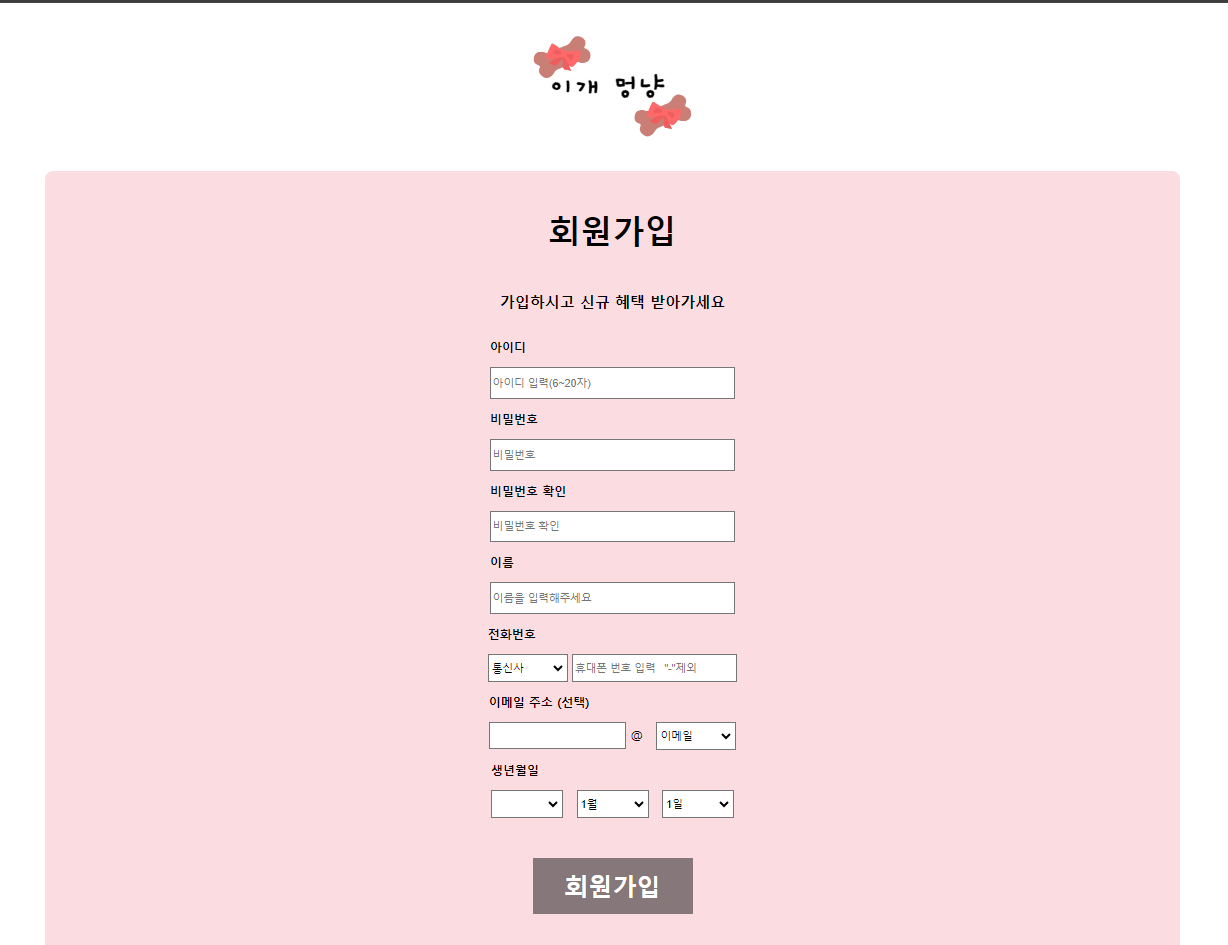 이개 멍냥
회원가입
가입하시고 신규 혜택 받아가세요
아이디
아이디 입력(6~20자)
비밀번호
비밀번호
비밀번호 확인
비밀번호 확인
이름
이름을 입력해주세요
전화번호
통신사 휴대폰 번호 입력 "-"제외
이메일 주소 (선택)
@ 이메일
생년월일
1월 1일
회원가입